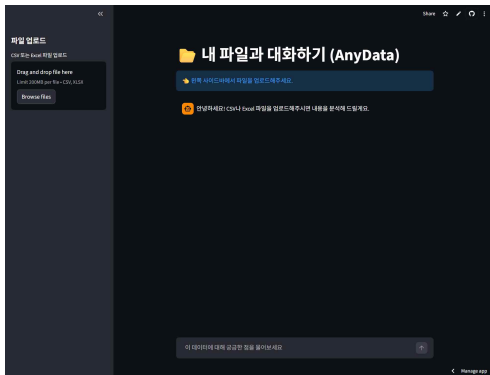 Share
파일 업로드
CSV 또는 Excel 파일 업로드
Drag and drop file here
Limit 200MB per file • CSV, XLSX
Browse files
내 파일과 대화하기 (AnyData)
왼쪽 사이드바에서 파일을 업로드해주세요.
안녕하세요! CSV나 Excel 파일을 업로드해주시면 내용을 분석해 드릴게요.
이 데이터에 대해 궁금한 점을 물어보세요
Manage app